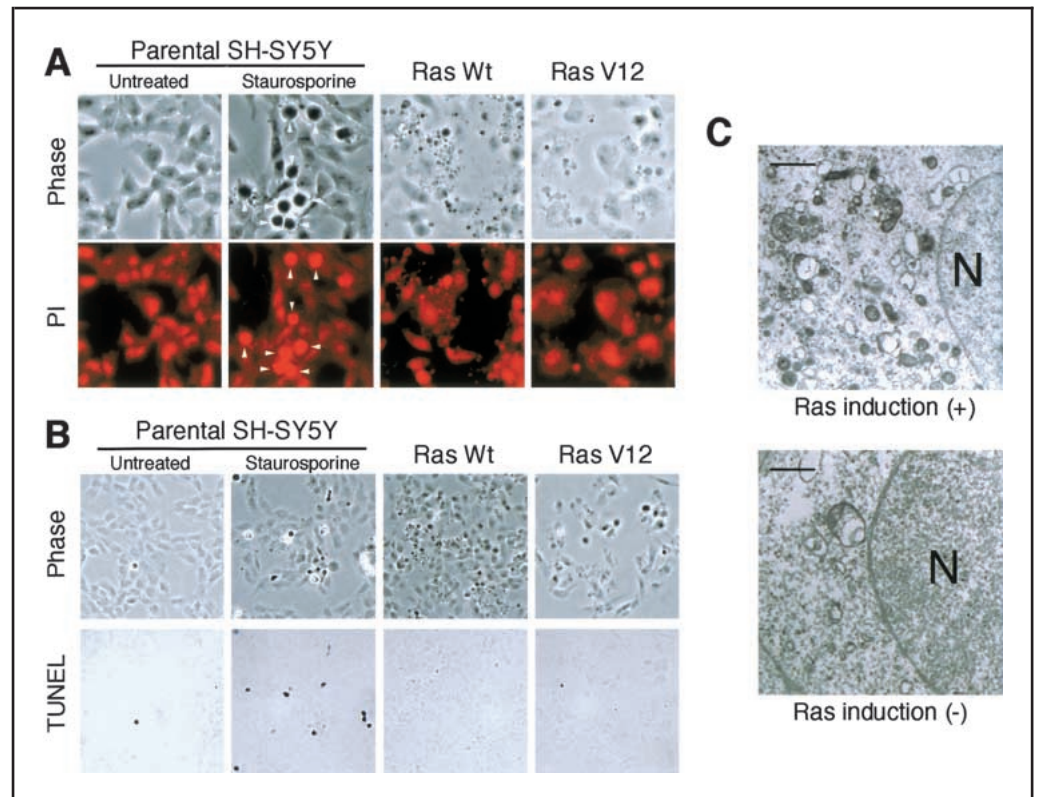 A
Parental SH-SY5Y
Untreated
Staurosporine
Ras Wt
Ras V12
Phase
PI
B
Parental SH-SY5Y
Untreated
Staurosporine
Ras Wt
Ras V12
Phase
TUNEL
C
N
Ras induction (+)
N
Ras induction (-)